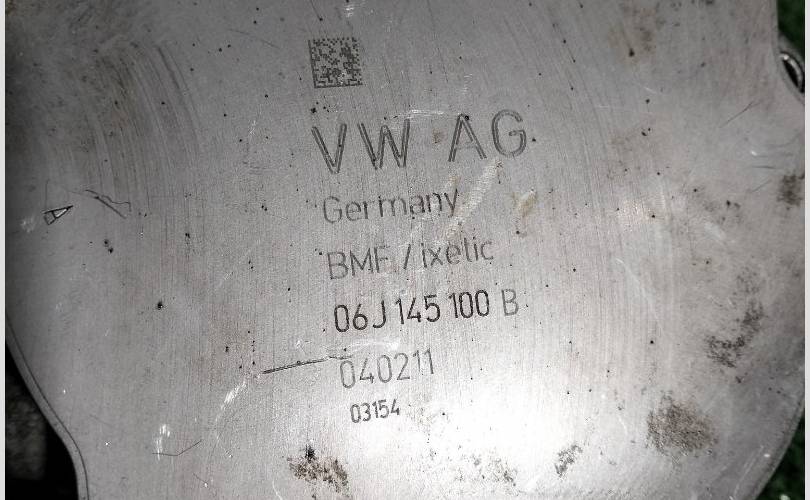 VW AG
Germany
BMF / ixetic
06J 145 100 B
040211
03154